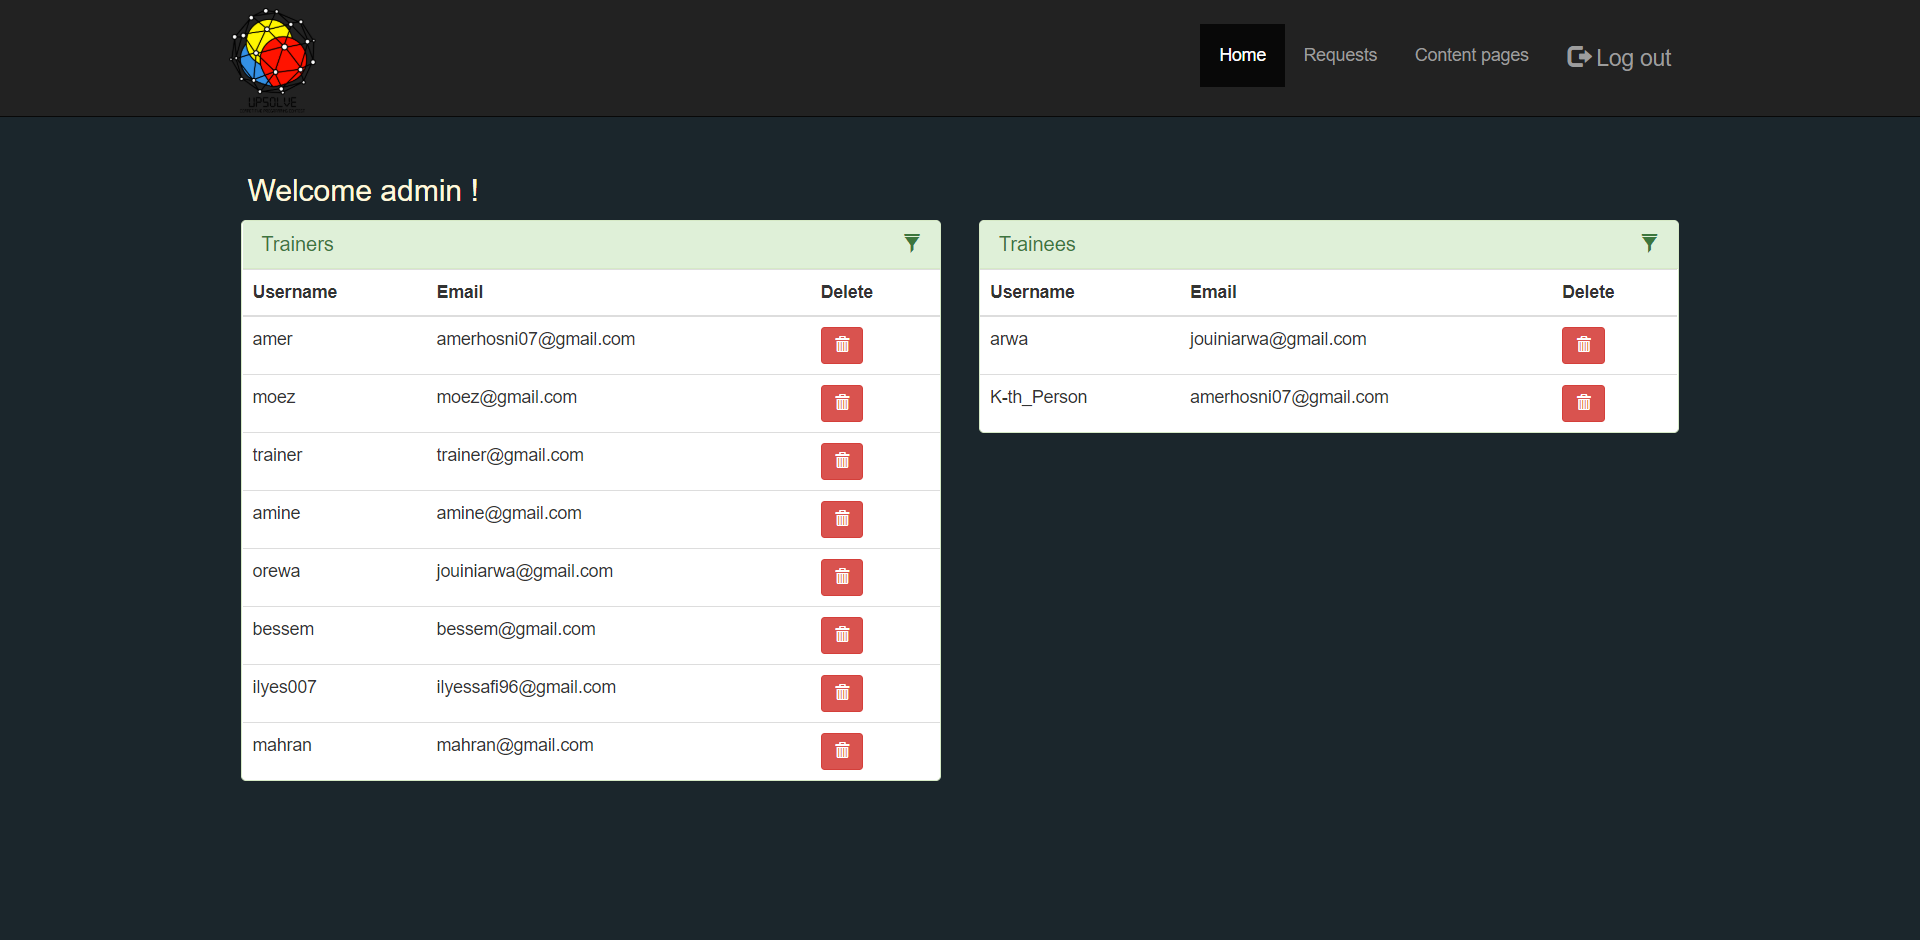 UPSOLVE
Home Requests Content pages Log out
Welcome admin !
Trainers
Username Email Delete
amer amerhosni07@gmail.com
moez moez@gmail.com
trainer trainer@gmail.com
amine amine@gmail.com
orewa jouiniarwa@gmail.com
bessem bessem@gmail.com
ilyes007 ilyessafi96@gmail.com
mahran mahran@gmail.com
Trainees
Username Email Delete
arwa jouiniarwa@gmail.com
K-th_Person amerhosni07@gmail.com